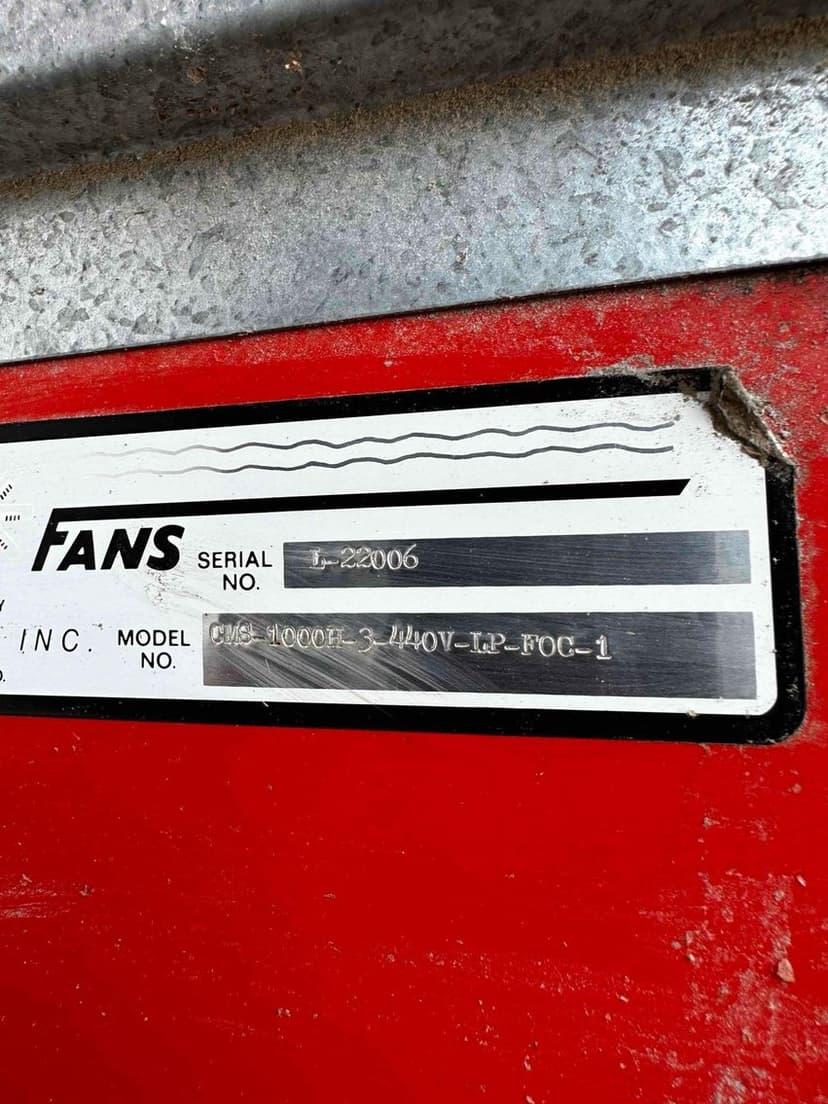 FANS
SERIAL NO. L-22006
INC.
MODEL NO. CMS-1000H-3-440V-LP-FOC-1